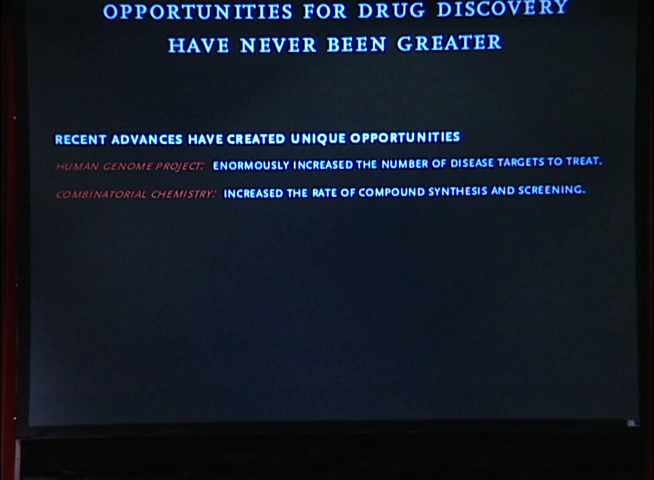 OPPORTUNITIES FOR DRUG DISCOVERY
HAVE NEVER BEEN GREATER
RECENT ADVANCES HAVE CREATED UNIQUE OPPORTUNITIES
HUMAN GENOME PROJECT: ENORMOUSLY INCREASED THE NUMBER OF DISEASE TARGETS TO TREAT.
COMBINATORIAL CHEMISTRY: INCREASED THE RATE OF COMPOUND SYNTHESIS AND SCREENING.